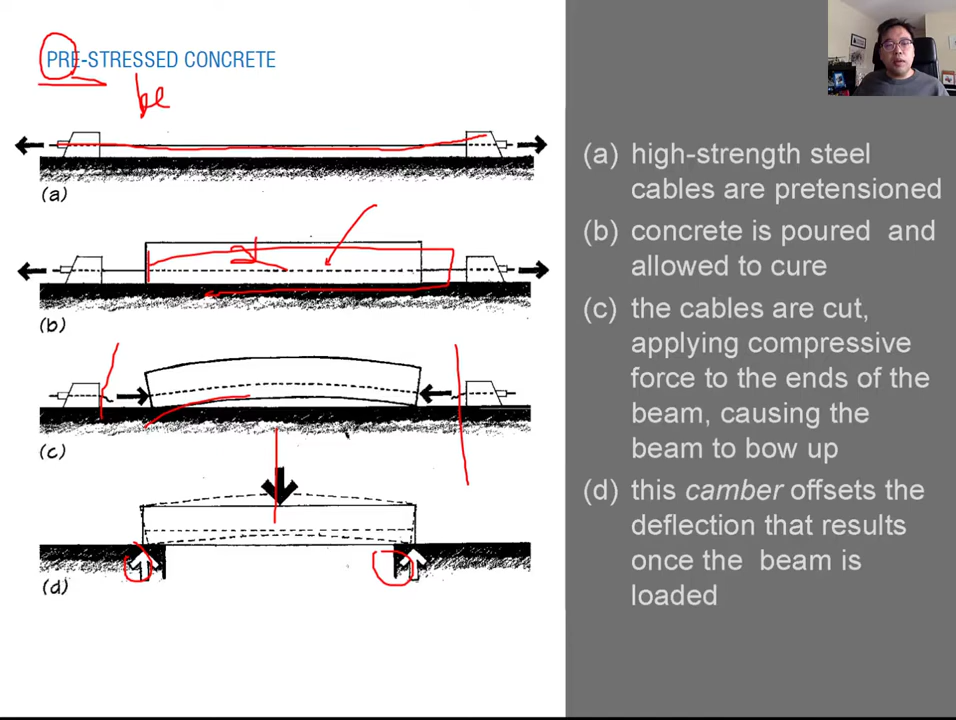 PRE-STRESSED CONCRETE
be
(a)
(b)
(c)
(d)
(a) high-strength steel
cables are pretensioned
(b) concrete is poured and
allowed to cure
(c) the cables are cut,
applying compressive
force to the ends of the
beam, causing the
beam to bow up
(d) this camber offsets the
deflection that results
once the beam is
loaded